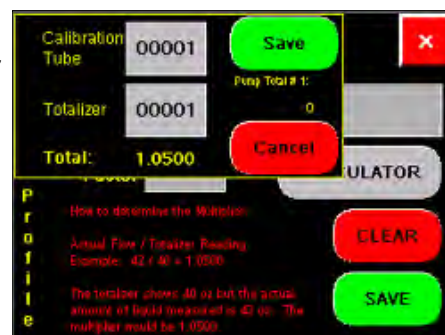 Calibration
Tube
00001
Save
Pump Total # 1:
0
Totalizer
00001
Total: 1.0500
Cancel
ULATOR
Profile
How to determine the Multiplier:
CLEAR
Actual Flow / Totalizer Reading
Example: 42 / 40 = 1.0500
The totalizer shows 40 oz but the actual
amount of liquid measured is 42 oz. The
multiplier would be 1.0500
SAVE